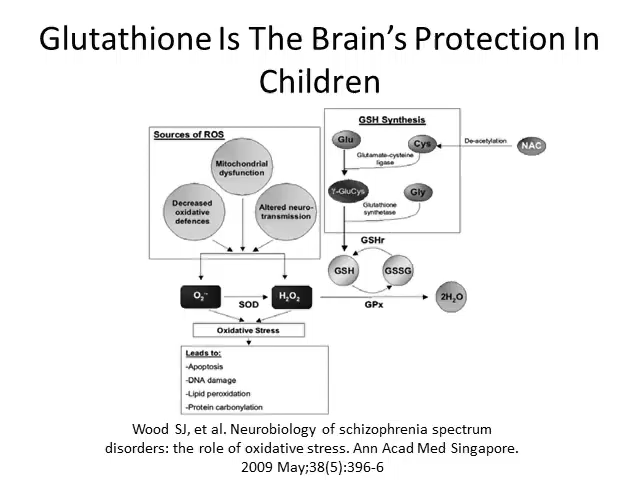 Glutathione Is The Brain's Protection In
Children
Sources of ROS
Mitochondrial
dysfunction
Decreased
oxidative
defences
Altered neuro-
transmission
GSH Synthesis
Glu
Cys
De-acetylation
NAC
Glutamate-cysteine
ligase
γ-GluCys
Gly
Glutathione
synthetase
GSHr
GSH
GSSG
O₂⁻
SOD
H₂O₂
GPx
2H₂O
Oxidative Stress
Leads to:
-Apoptosis
-DNA damage
-Lipid peroxidation
-Protein carbonylation
Wood SJ, et al. Neurobiology of schizophrenia spectrum
disorders: the role of oxidative stress. Ann Acad Med Singapore.
2009 May;38(5):396-6